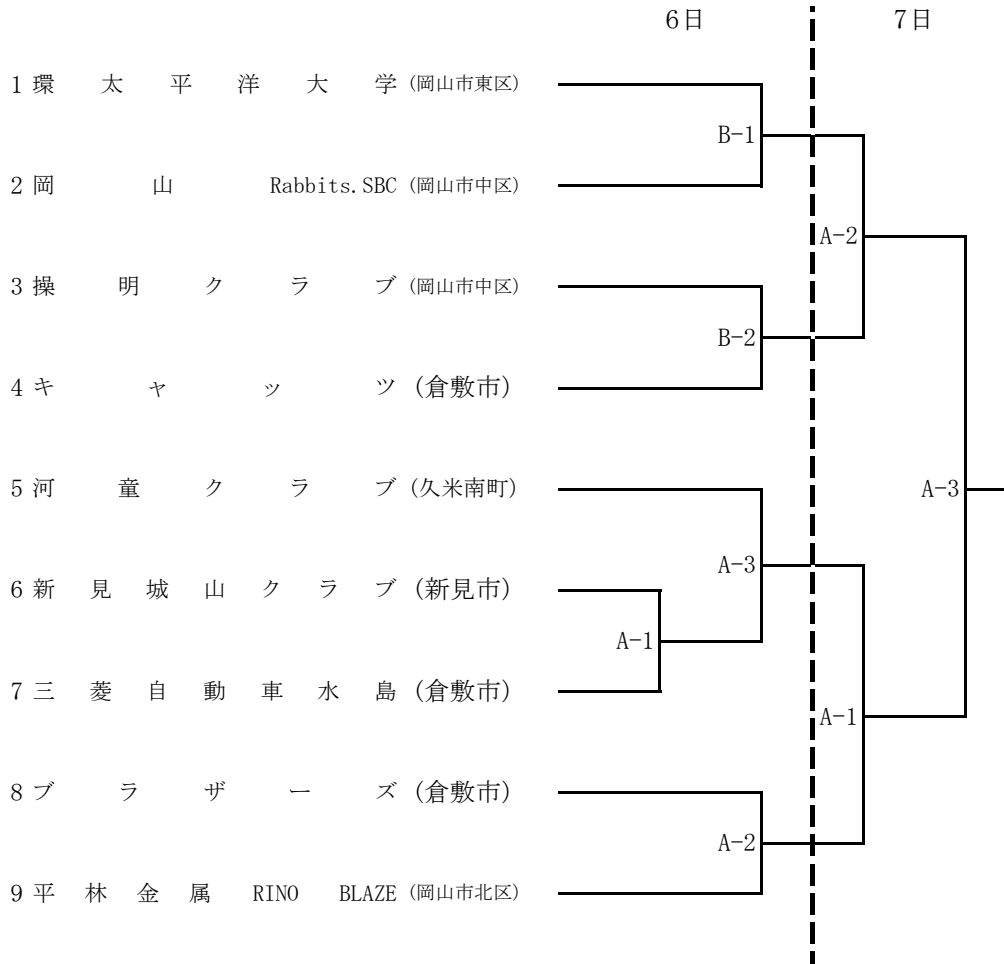 6日 7日
1 環太平洋大学 (岡山市東区)
B-1
2 岡山 Rabbits.SBC (岡山市中区)
A-2
3 操明クラブ (岡山市中区)
B-2
4 キャッツ (倉敷市)
5 河童クラブ (久米南町)
A-3
A-3
6 新見城山クラブ (新見市)
A-1
7 三菱自動車水島 (倉敷市)
A-1
8 ブラザーズ (倉敷市)
A-2
9 平林金属 RINO BLAZE (岡山市北区)